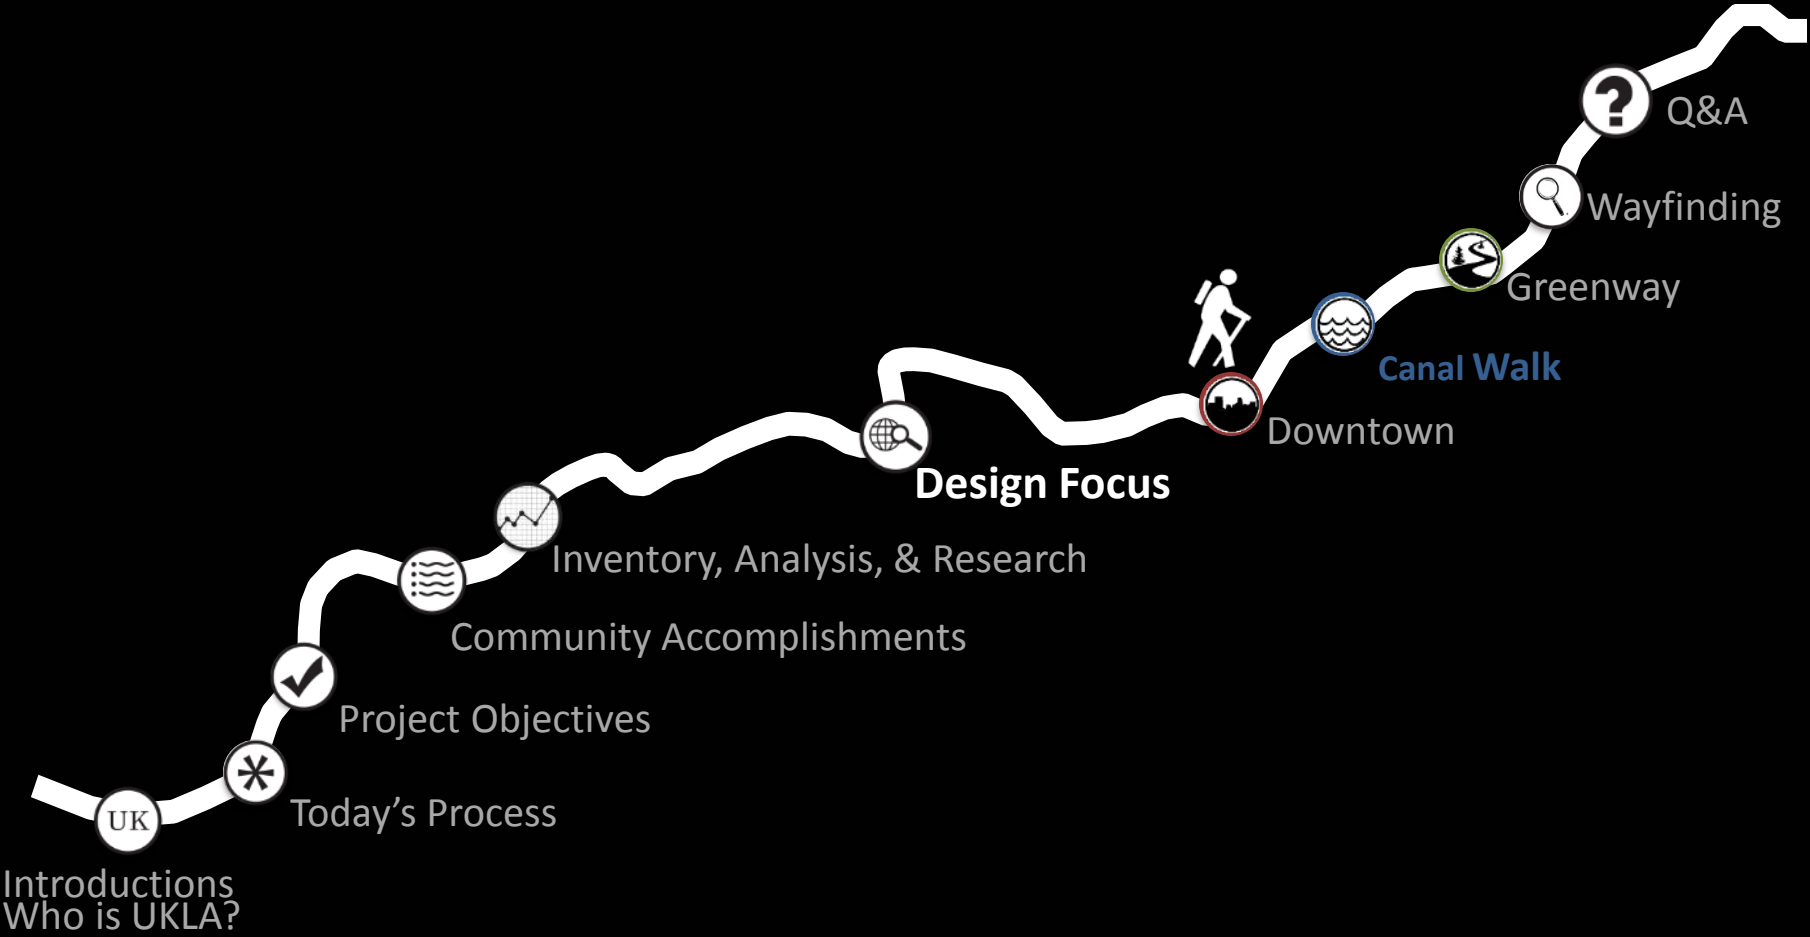 Q&A
Wayfinding
Greenway
Canal Walk
Downtown
Design Focus
Inventory, Analysis, & Research
Community Accomplishments
Project Objectives
Today’s Process
UK
Introductions
Who is UKLA?